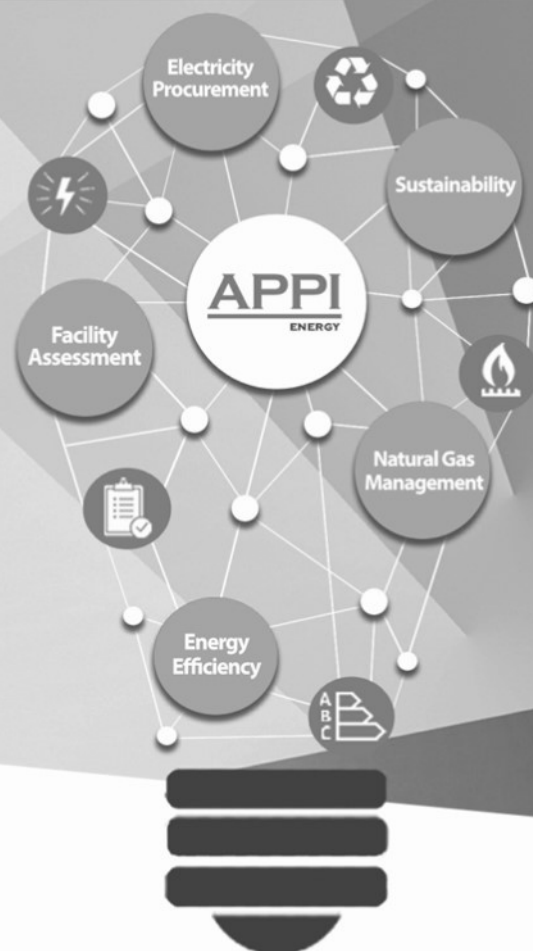 Electricity
Procurement
Sustainability
APPI
ENERGY
Facility
Assessment
Natural Gas
Management
Energy
Efficiency
A
B
C